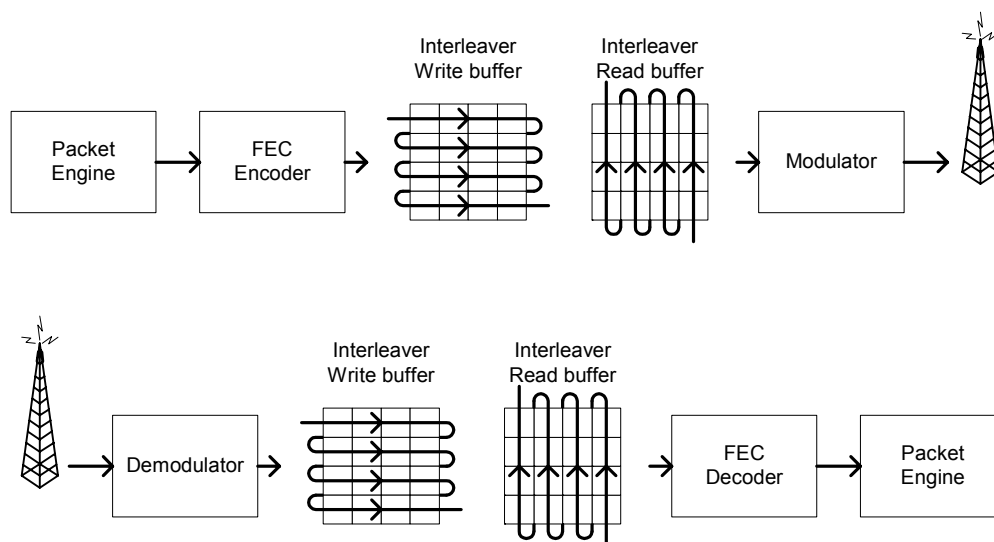 Interleaver
Write buffer
Interleaver
Read buffer
Packet
Engine
FEC
Encoder
Modulator
Interleaver
Write buffer
Interleaver
Read buffer
Demodulator
FEC
Decoder
Packet
Engine